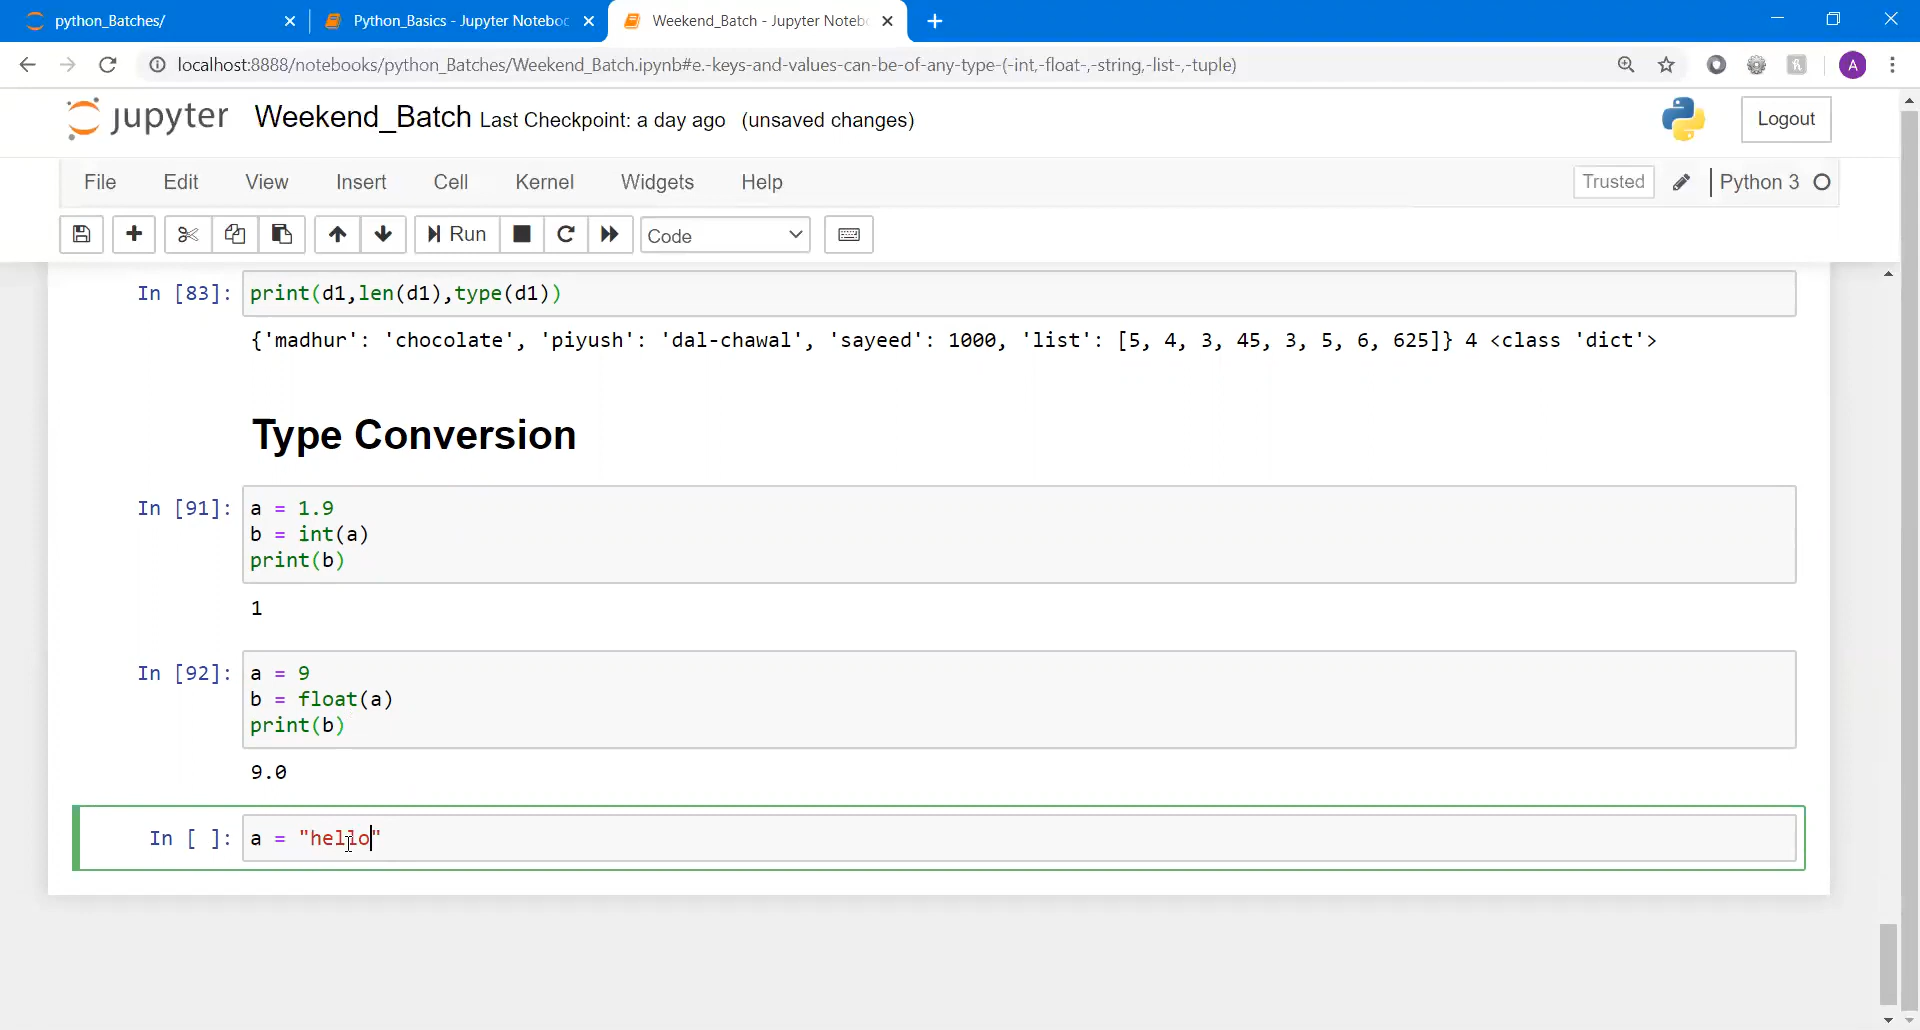 python_Batches/
Python_Basics - Jupyter Noteboo
Weekend_Batch - Jupyter Notebo
localhost:8888/notebooks/python_Batches/Weekend_Batch.ipynb#e.-keys-and-values-can-be-of-any-type-(-int,-float-,-string,-list-,-tuple)
A
jupyter Weekend_Batch Last Checkpoint: a day ago (unsaved changes)
Logout
File Edit View Insert Cell Kernel Widgets Help
Trusted Python 3
Run Code
In [83]: print(d1,len(d1),type(d1))
{'madhur': 'chocolate', 'piyush': 'dal-chawal', 'sayeed': 1000, 'list': [5, 4, 3, 45, 3, 5, 6, 625]} 4 <class 'dict'>
Type Conversion
In [91]: a = 1.9
b = int(a)
print(b)
1
In [92]: a = 9
b = float(a)
print(b)
9.0
In [ ]: a = "hello"